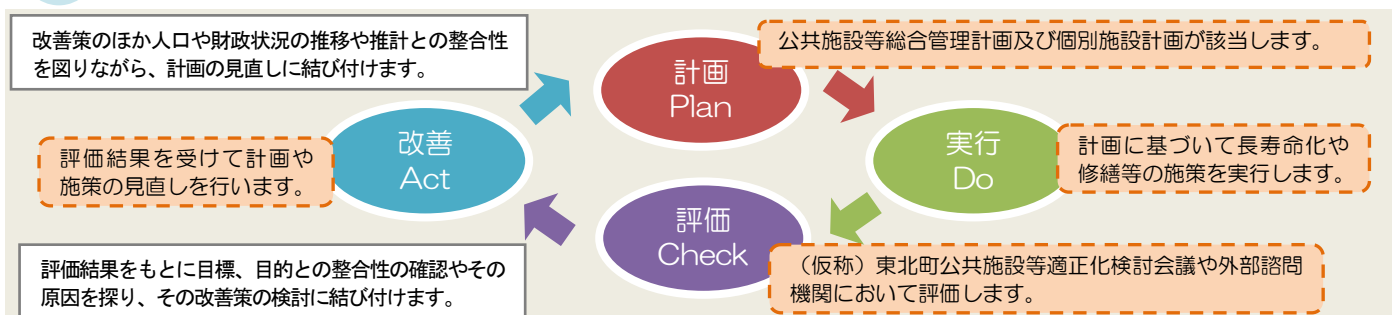 改善策のほか人口や財政状況の推移や推計との整合性
を図りながら、計画の見直しに結び付けます。
計画
Plan
公共施設等総合管理計画及び個別施設計画が該当します。
改善
Act
評価結果を受けて計画や
施策の見直しを行います。
実行
Do
計画に基づいて長寿命化や
修繕等の施策を実行します。
評価
Check
（仮称）東北町公共施設等適正化検討会議や外部諮問
機関において評価します。
評価結果をもとに目標、目的との整合性の確認やその
原因を探り、その改善策の検討に結び付けます。